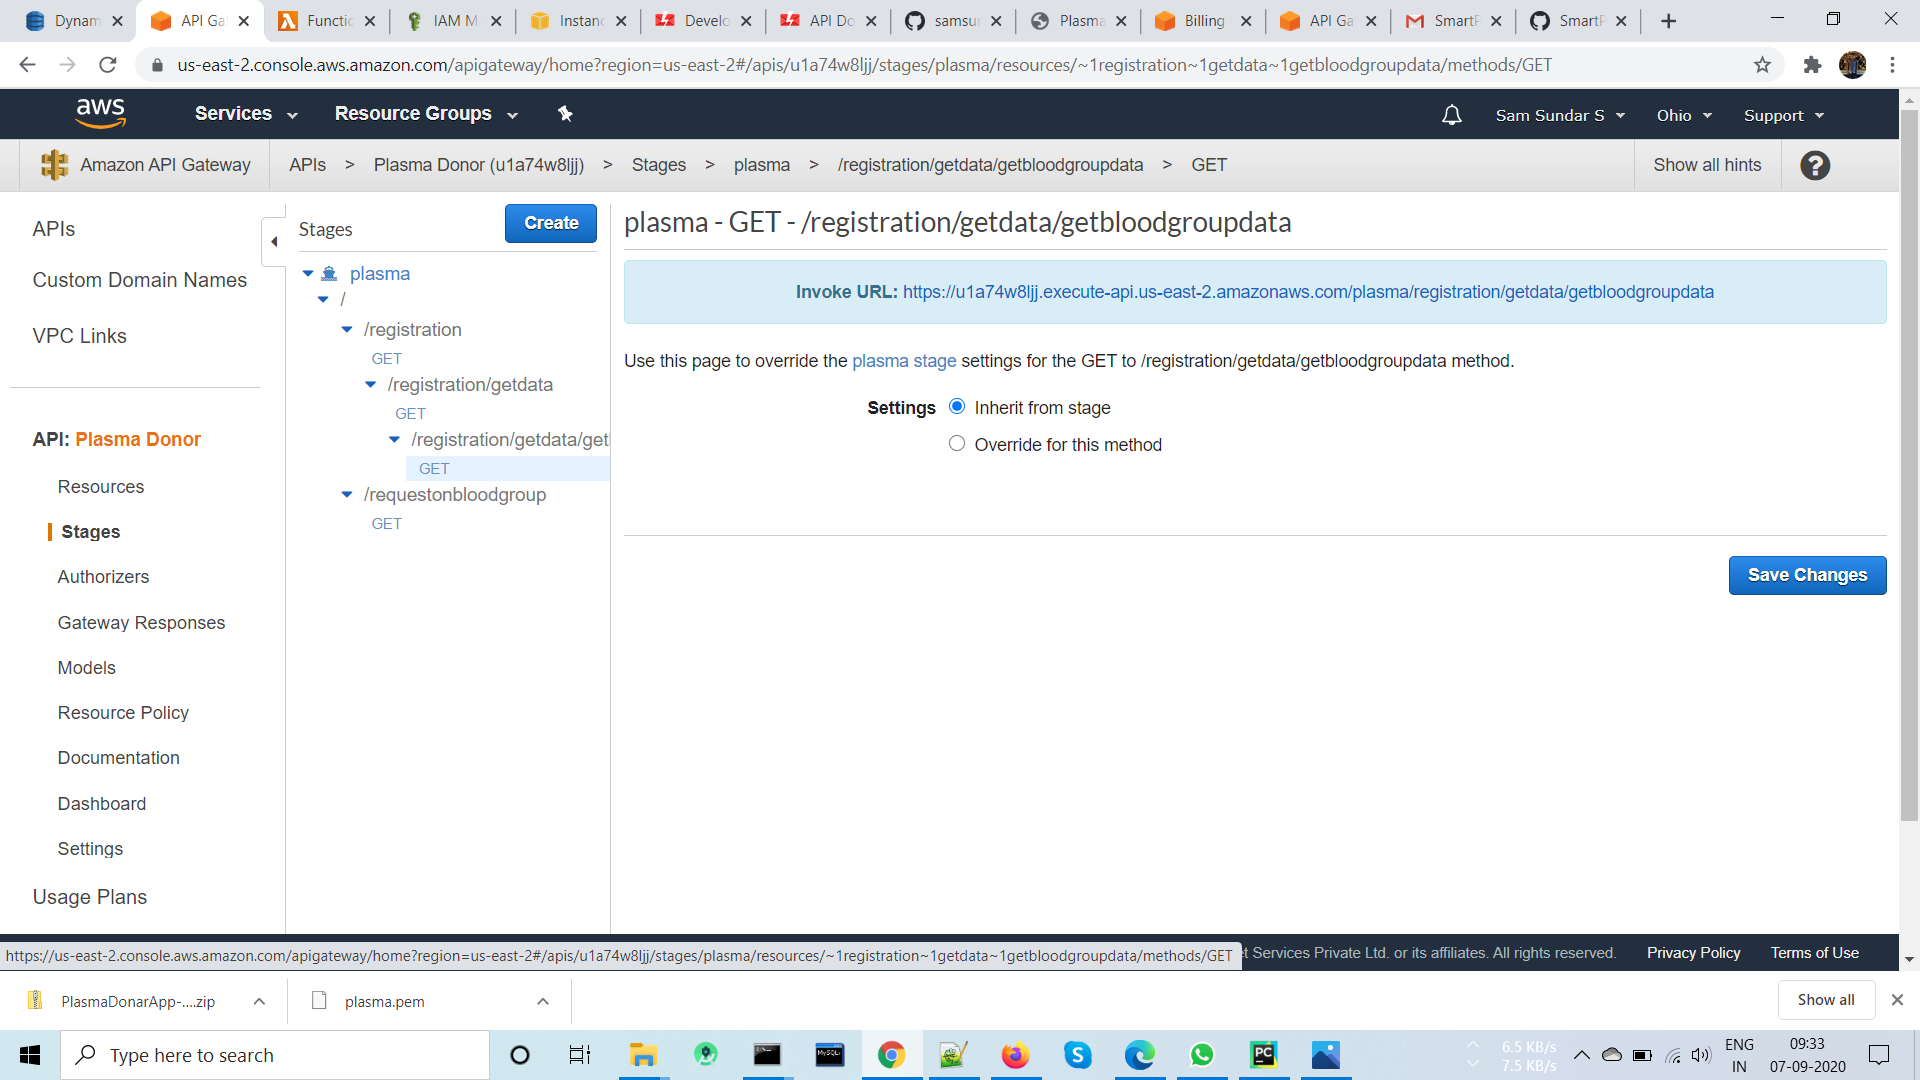 Dynam
API Ga
Functio
IAM M
Instanc
Develo
API Do
samsu
Plasma
Billing
API Ga
SmartF
SmartF
us-east-2.console.aws.amazon.com/apigateway/home?region=us-east-2#/apis/u1a74w8ljj/stages/plasma/resources/~1registration~1getdata~1getbloodgroupdata/methods/GET
aws
Services
Resource Groups
Sam Sundar S
Ohio
Support
Amazon API Gateway
APIs > Plasma Donor (u1a74w8ljj) > Stages > plasma > /registration/getdata/getbloodgroupdata > GET
Show all hints
?
APIs
Custom Domain Names
VPC Links
API: Plasma Donor
Resources
Stages
Authorizers
Gateway Responses
Models
Resource Policy
Documentation
Dashboard
Settings
Usage Plans
Stages
Create
plasma
/
/registration
GET
/registration/getdata
GET
/registration/getdata/get
GET
/requestonbloodgroup
GET
plasma - GET - /registration/getdata/getbloodgroupdata
Invoke URL: https://u1a74w8ljj.execute-api.us-east-2.amazonaws.com/plasma/registration/getdata/getbloodgroupdata
Use this page to override the plasma stage settings for the GET to /registration/getdata/getbloodgroupdata method.
Settings
Inherit from stage
Override for this method
Save Changes
https://us-east-2.console.aws.amazon.com/apigateway/home?region=us-east-2#/apis/u1a74w8ljj/stages/plasma/resources/~1registration~1getdata~1getbloodgroupdata/methods/GET
t Services Private Ltd. or its affiliates. All rights reserved.
Privacy Policy
Terms of Use
PlasmaDonarApp-....zip
plasma.pem
Show all
Type here to search
MySQL
PC
6.5 KB/s
7.5 KB/s
ENG
IN
09:33
07-09-2020